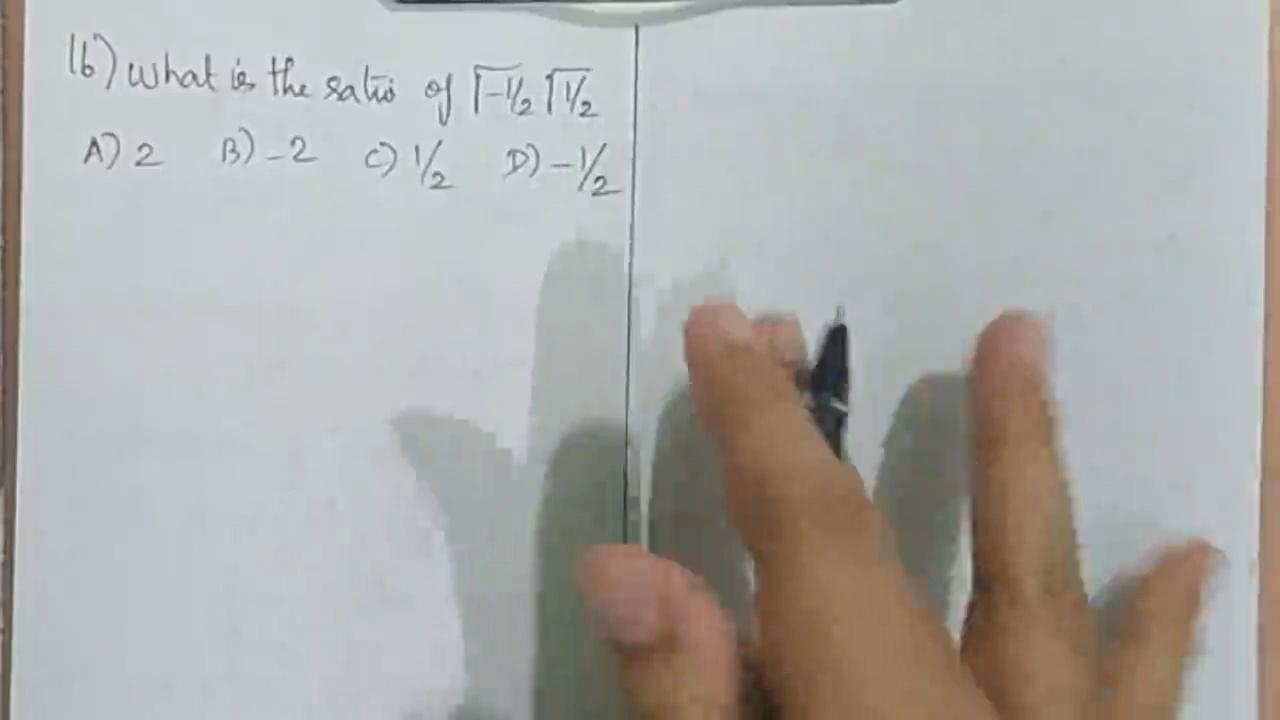 16) What is the ratio of Γ-1/2 Γ1/2
A) 2 B) -2 C) 1/2 D) -1/2